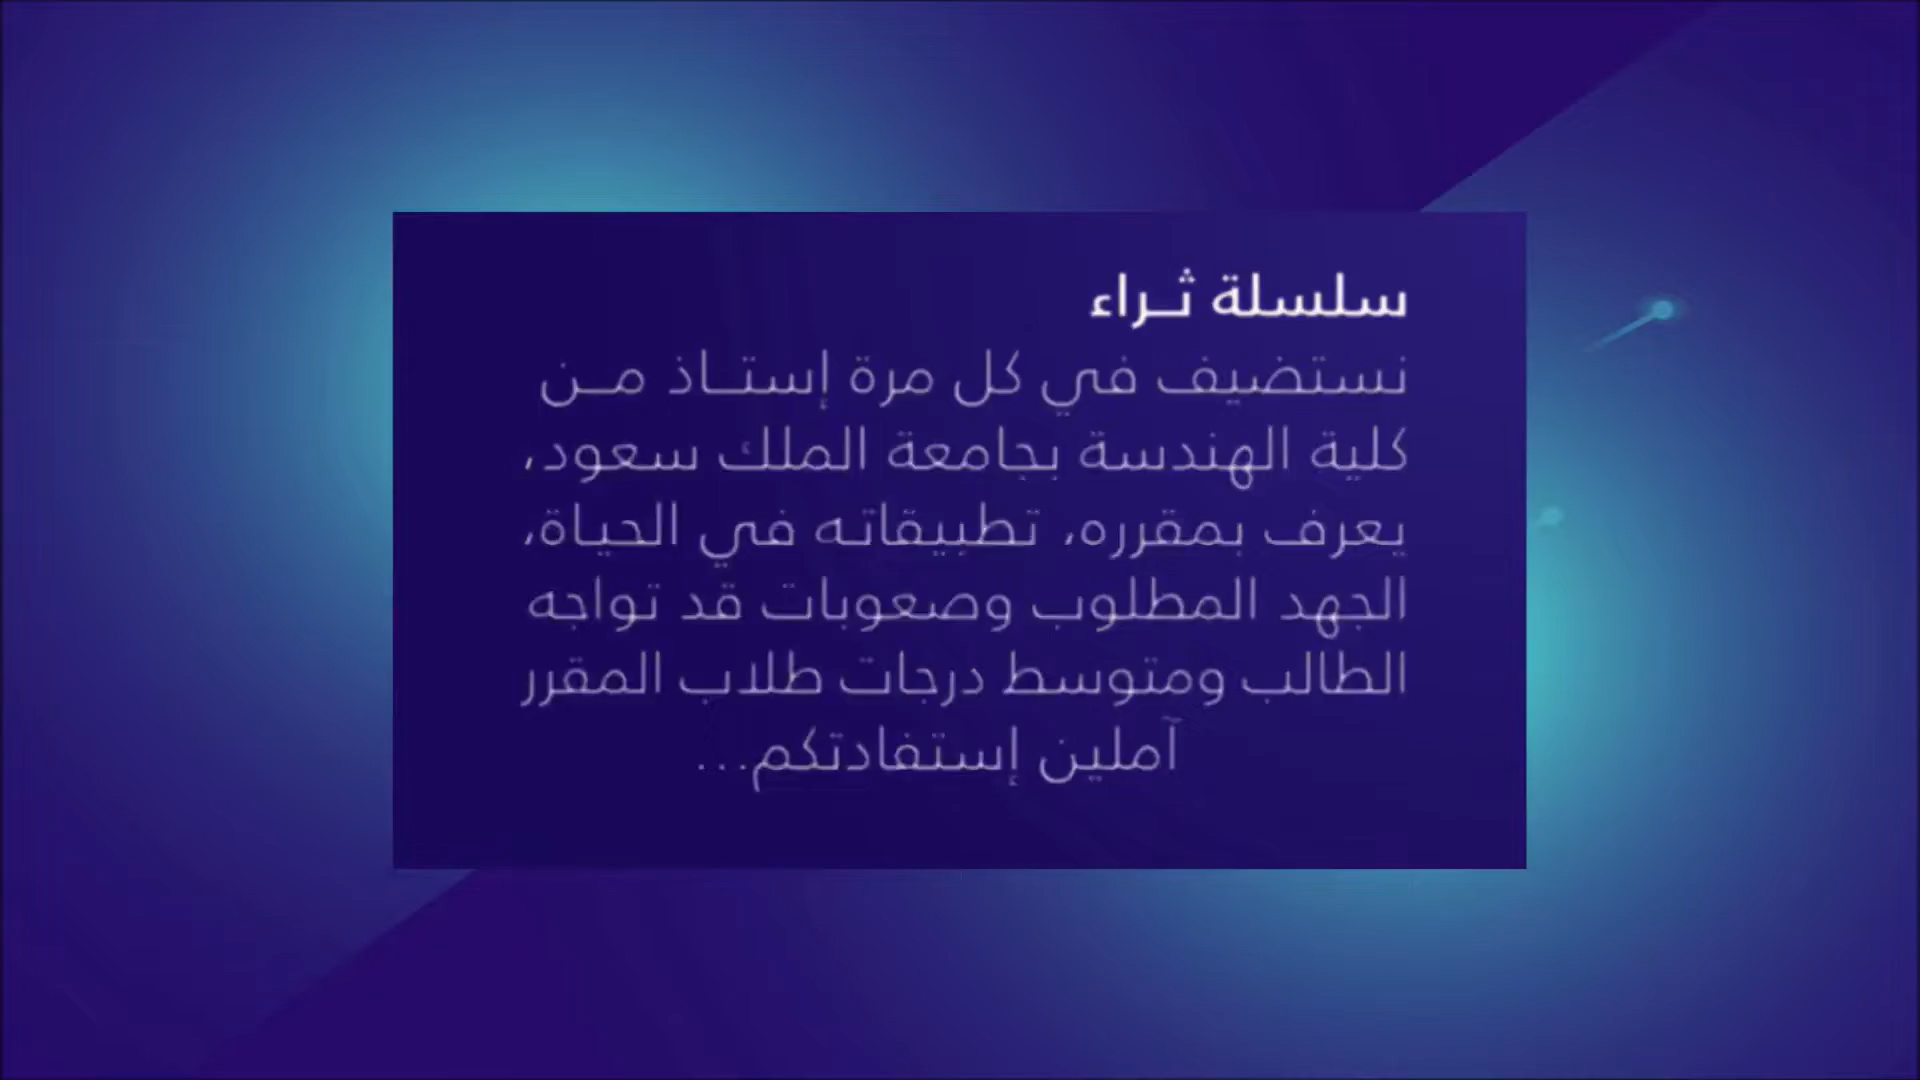 سلسلة ثـراء
نستضيف في كل مرة إستـاذ مـن
كلية الهندسة بجامعة الملك سعود،
يعرف بمقرره، تطبيقاته في الحياة،
الجهد المطلوب وصعوبات قد تواجه
الطالب ومتوسط درجات طلاب المقرر
آملين إستفادتكم...